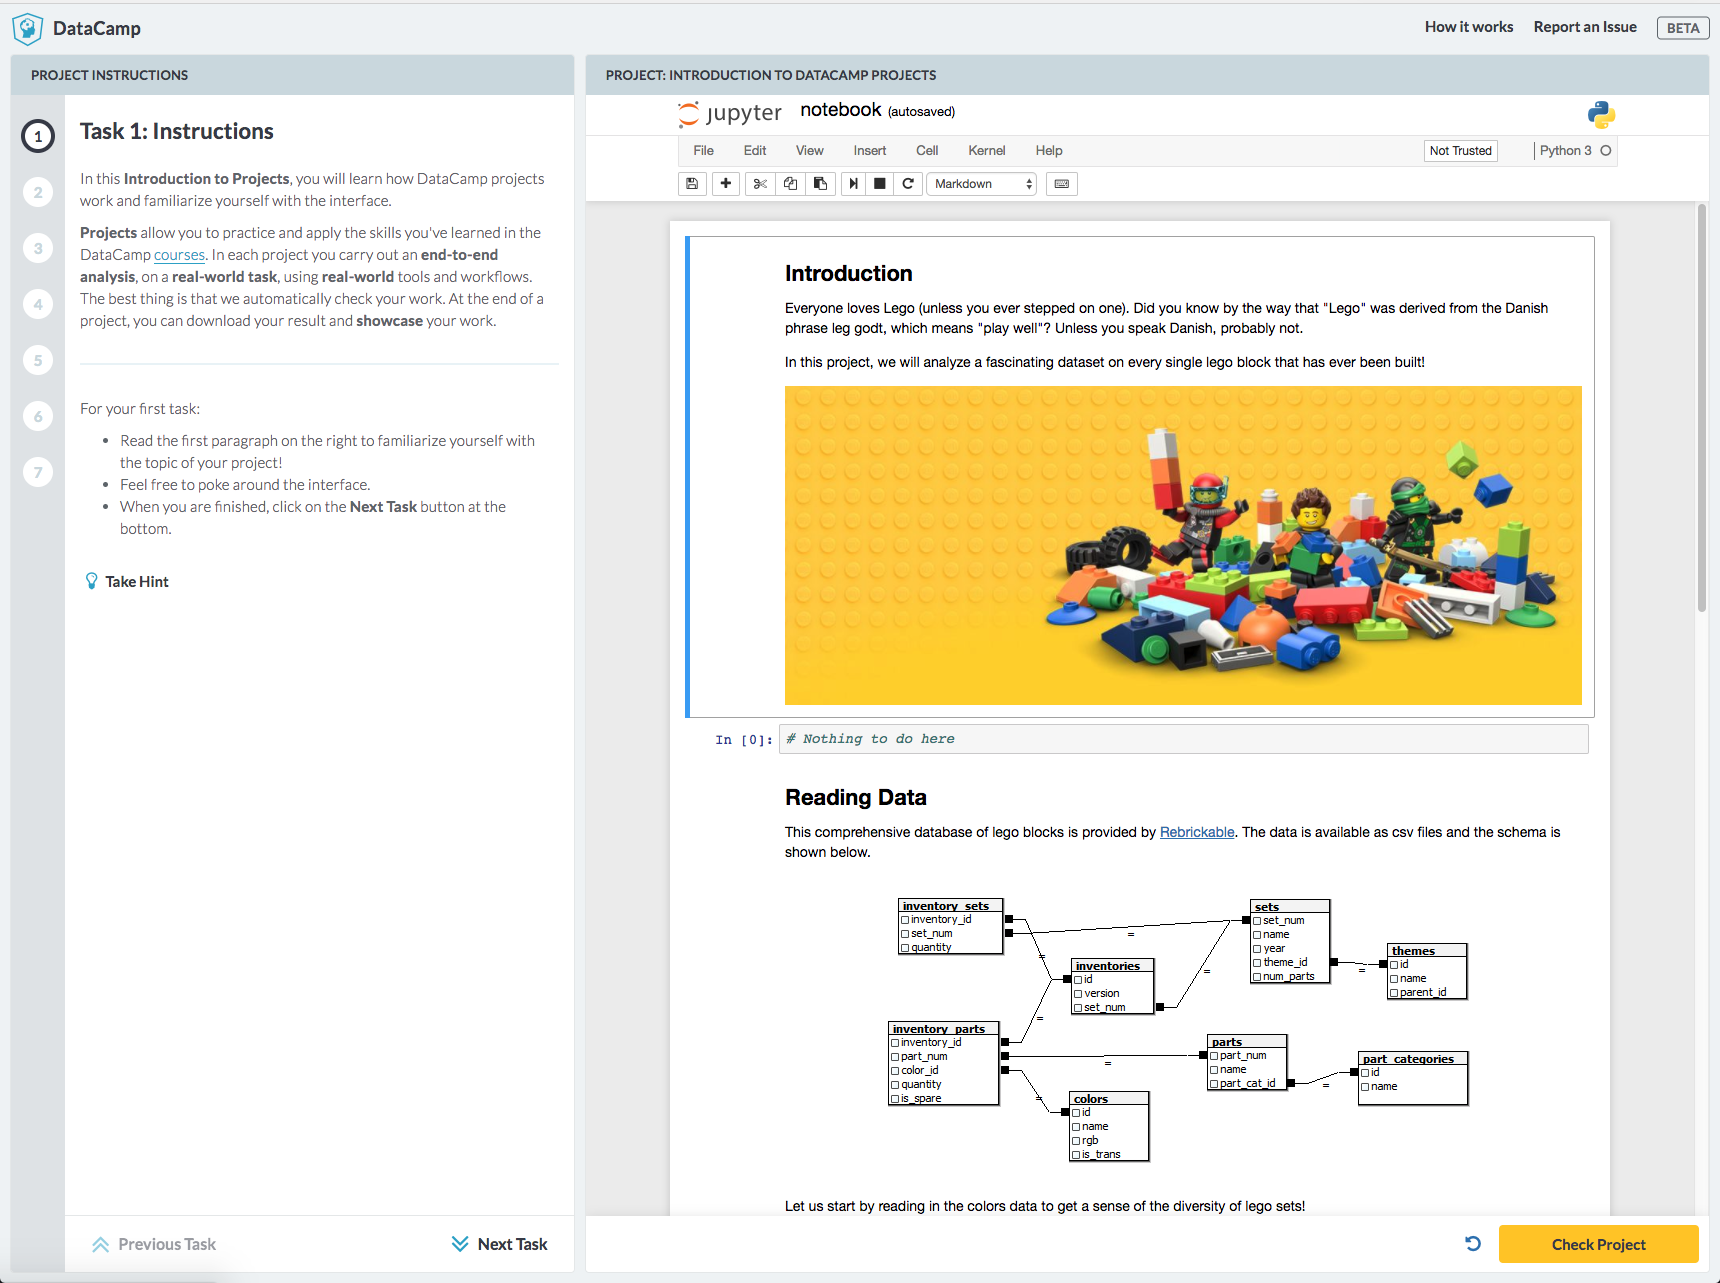 DataCamp
How it works
Report an Issue
BETA
PROJECT INSTRUCTIONS
1
2
3
4
5
6
7
Task 1: Instructions
In this Introduction to Projects, you will learn how DataCamp projects
work and familiarize yourself with the interface.
Projects allow you to practice and apply the skills you've learned in the
DataCamp courses. In each project you carry out an end-to-end
analysis, on a real-world task, using real-world tools and workflows.
The best thing is that we automatically check your work. At the end of a
project, you can download your result and showcase your work.
For your first task:
Read the first paragraph on the right to familiarize yourself with
the topic of your project!
Feel free to poke around the interface.
When you are finished, click on the Next Task button at the
bottom.
Take Hint
Previous Task
Next Task
PROJECT: INTRODUCTION TO DATACAMP PROJECTS
jupyter notebook (autosaved)
File Edit View Insert Cell Kernel Help
Not Trusted
Python 3
Markdown
Introduction
Everyone loves Lego (unless you ever stepped on one). Did you know by the way that "Lego" was derived from the Danish
phrase leg godt, which means "play well"? Unless you speak Danish, probably not.
In this project, we will analyze a fascinating dataset on every single lego block that has ever been built!
In [0]: # Nothing to do here
Reading Data
This comprehensive database of lego blocks is provided by Rebrickable. The data is available as csv files and the schema is
shown below.
inventory_sets
inventory_id
set_num
quantity
=
=
inventories
id
version
set_num
=
sets
set_num
name
year
theme_id
num_parts
=
themes
id
name
parent_id
inventory_parts
inventory_id
part_num
color_id
quantity
is_spare
=
=
=
colors
id
name
rgb
is_trans
parts
part_num
name
part_cat_id
=
part_categories
id
name
Let us start by reading in the colors data to get a sense of the diversity of lego sets!
Check Project